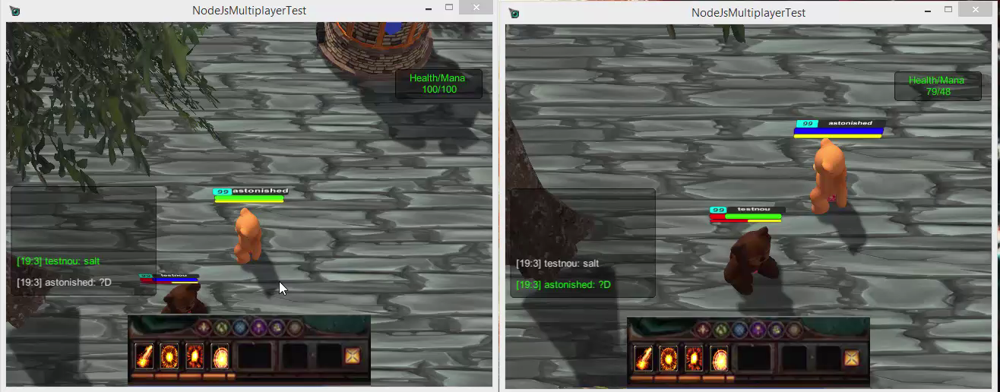 NodeJsMultiplayerTest
Health/Mana
100/100
99 astonished
[19:3] testnou: salt
[19:3] astonished: ?D
99 testnou
NodeJsMultiplayerTest
Health/Mana
79/48
99 astonished
99 testnou
[19:3] testnou: salt
[19:3] astonished: ?D